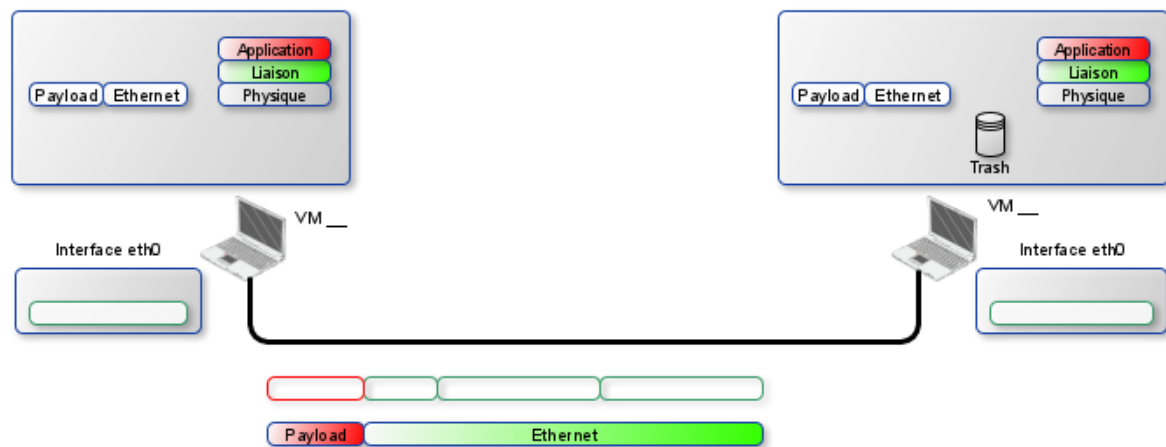 Application
Liaison
Payload Ethernet Physique
VM __
Interface eth0
Application
Liaison
Payload Ethernet Physique
Trash
VM __
Interface eth0
Payload Ethernet